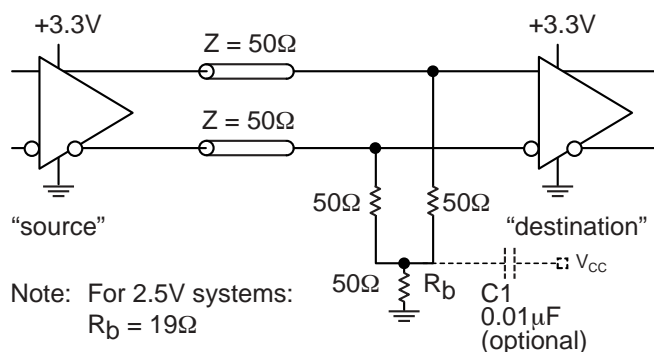 +3.3V
+3.3V
Z = 50Ω
Z = 50Ω
50Ω
50Ω
“source”
“destination”
50Ω
Rb
VCC
C1
0.01µF
(optional)
Note: For 2.5V systems:
Rb = 19Ω